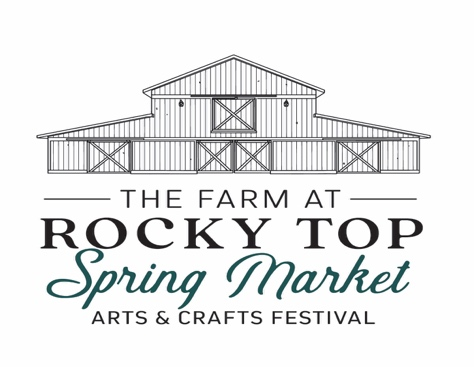 THE FARM AT
ROCKY TOP
Spring Market
ARTS & CRAFTS FESTIVAL